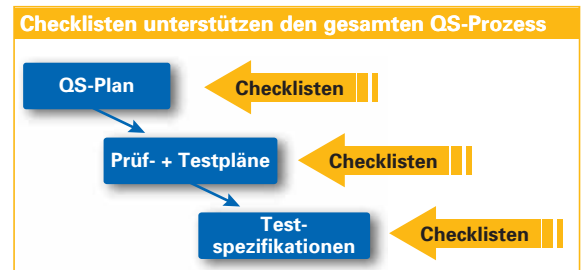 Checklisten unterstützen den gesamten QS-Prozess
QS-Plan
Checklisten
Prüf- + Testpläne
Checklisten
Test-
spezifikationen
Checklisten